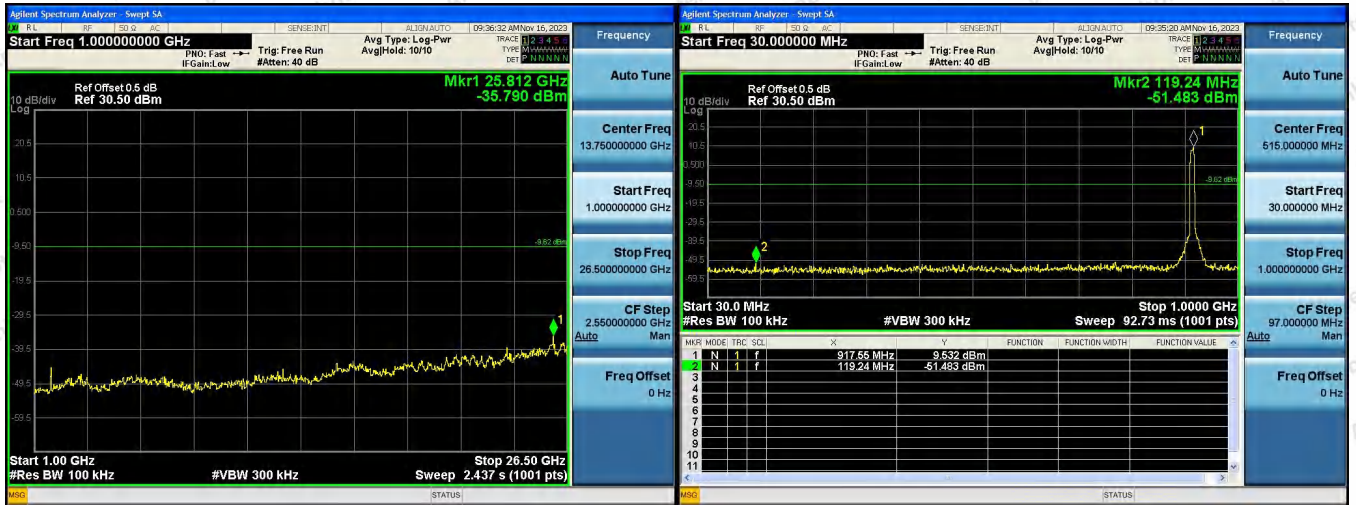 Agilent Spectrum Analyzer - Swept SA
RL RF 50 Ω AC SENSE:INT ALIGN AUTO 09:36:32 AM Nov 16, 2023
Start Freq 1.000000000 GHz
PNO: Fast
IFGain:Low
Trig: Free Run
#Atten: 40 dB
Avg Type: Log-Pwr
Avg|Hold: 10/10
TRACE 1 2 3 4 5 6
TYPE M
DET P N N N N N
Ref Offset 0.5 dB
Ref 30.50 dBm
10 dB/div
Log
Mkr1 25.812 GHz
-35.790 dBm
20.5
10.5
0.500
-9.50
-9.82 dBm
-19.5
-29.5
-39.5
-49.5
-59.5
1
Start 1.00 GHz
Stop 26.50 GHz
#Res BW 100 kHz
#VBW 300 kHz
Sweep 2.437 s (1001 pts)
MSG
STATUS
Frequency
Auto Tune
Center Freq
13.750000000 GHz
Start Freq
1.000000000 GHz
Stop Freq
26.500000000 GHz
CF Step
2.550000000 GHz
Auto Man
Freq Offset
0 Hz
Agilent Spectrum Analyzer - Swept SA
RL RF 50 Ω AC SENSE:INT ALIGN AUTO 09:35:20 AM Nov 16, 2023
Start Freq 30.000000 MHz
PNO: Fast
IFGain:Low
Trig: Free Run
#Atten: 40 dB
Avg Type: Log-Pwr
Avg|Hold: 10/10
TRACE 1 2 3 4 5 6
TYPE M
DET P N N N N N
Ref Offset 0.5 dB
Ref 30.50 dBm
10 dB/div
Log
Mkr2 119.24 MHz
-51.483 dBm
20.5
10.5
0.500
-9.50
-9.82 dBm
-19.5
-29.5
-39.5
-49.5
-59.5
1
2
Start 30.0 MHz
Stop 1.0000 GHz
#Res BW 100 kHz
#VBW 300 kHz
Sweep 92.73 ms (1001 pts)
MKR MODE TRC SCL X Y FUNCTION FUNCTION WIDTH FUNCTION VALUE
1 N 1 f 917.55 MHz 9.532 dBm
2 N 1 f 119.24 MHz -51.483 dBm
3
4
5
6
7
8
9
10
11
MSG
STATUS
Frequency
Auto Tune
Center Freq
515.000000 MHz
Start Freq
30.000000 MHz
Stop Freq
1.000000000 GHz
CF Step
97.000000 MHz
Auto Man
Freq Offset
0 Hz